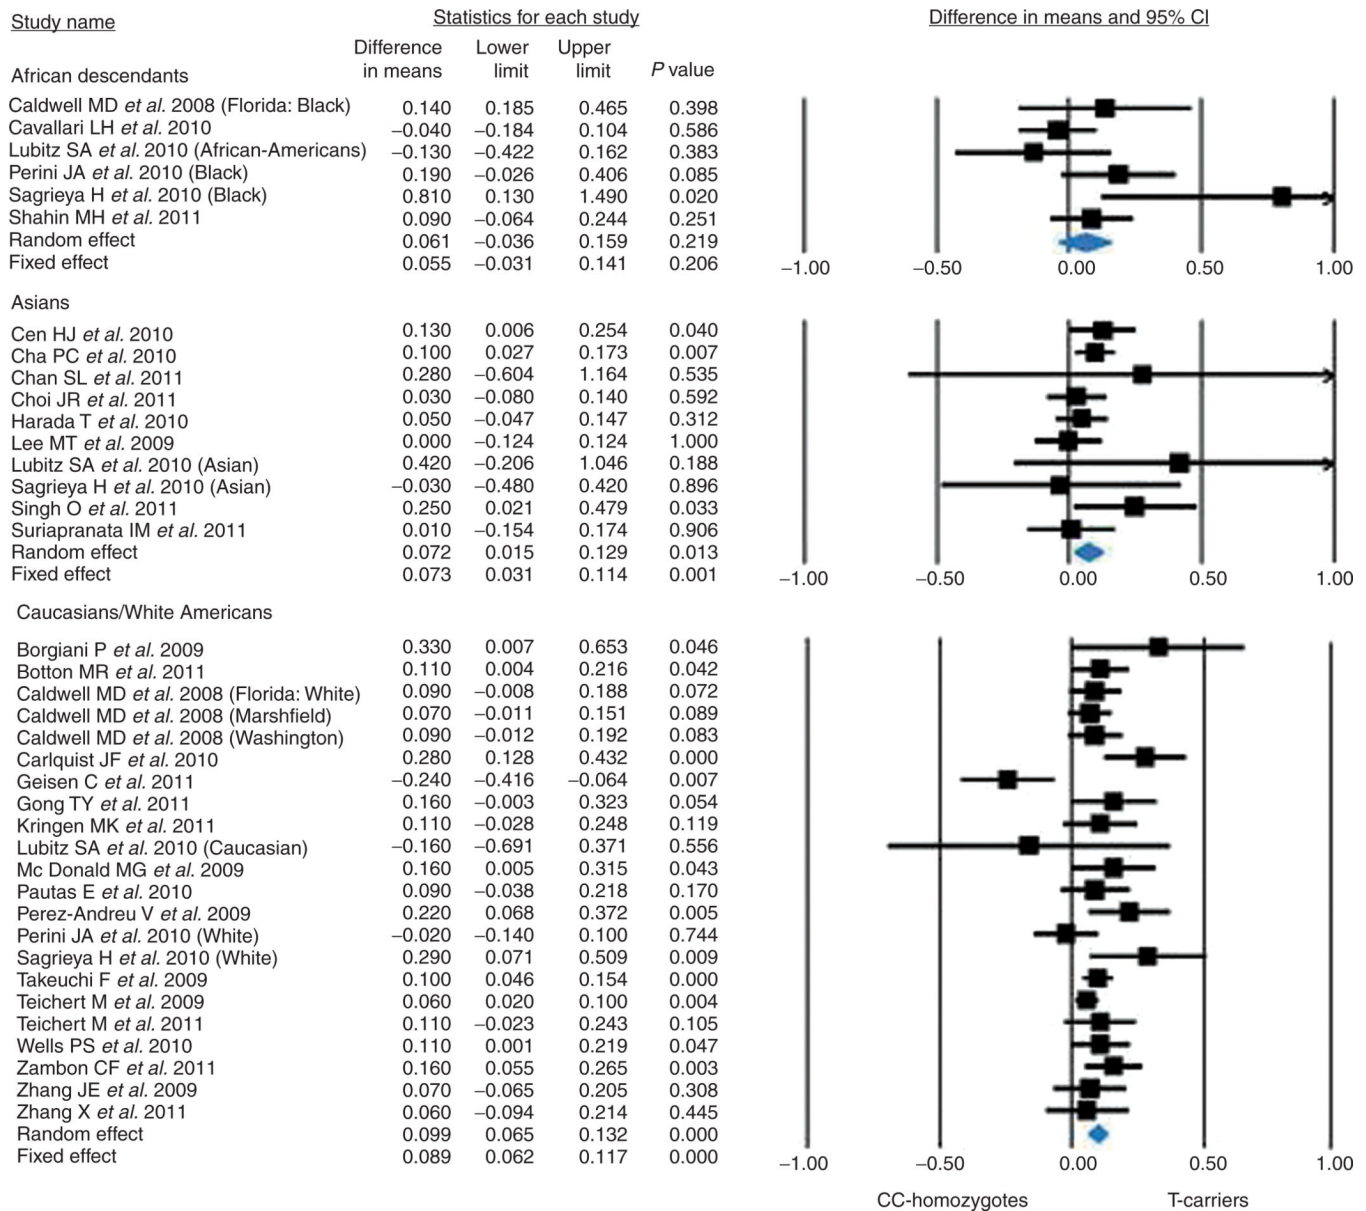 Study name Statistics for each study Difference in means and 95% CI
Difference in means Lower limit Upper limit P value
African descendants
Caldwell MD et al. 2008 (Florida: Black) 0.140 0.185 0.465 0.398
Cavallari LH et al. 2010 −0.040 −0.184 0.104 0.586
Lubitz SA et al. 2010 (African-Americans) −0.130 −0.422 0.162 0.383
Perini JA et al. 2010 (Black) 0.190 −0.026 0.406 0.085
Sagrieya H et al. 2010 (Black) 0.810 0.130 1.490 0.020
Shahin MH et al. 2011 0.090 −0.064 0.244 0.251
Random effect 0.061 −0.036 0.159 0.219
Fixed effect 0.055 −0.031 0.141 0.206
−1.00 −0.50 0.00 0.50 1.00
Asians
Cen HJ et al. 2010 0.130 0.006 0.254 0.040
Cha PC et al. 2010 0.100 0.027 0.173 0.007
Chan SL et al. 2011 0.280 −0.604 1.164 0.535
Choi JR et al. 2011 0.030 −0.080 0.140 0.592
Harada T et al. 2010 0.050 −0.047 0.147 0.312
Lee MT et al. 2009 0.000 −0.124 0.124 1.000
Lubitz SA et al. 2010 (Asian) 0.420 −0.206 1.046 0.188
Sagrieya H et al. 2010 (Asian) −0.030 −0.480 0.420 0.896
Singh O et al. 2011 0.250 0.021 0.479 0.033
Suriapranata IM et al. 2011 0.010 −0.154 0.174 0.906
Random effect 0.072 0.015 0.129 0.013
Fixed effect 0.073 0.031 0.114 0.001
−1.00 −0.50 0.00 0.50 1.00
Caucasians/White Americans
Borgiani P et al. 2009 0.330 0.007 0.653 0.046
Botton MR et al. 2011 0.110 0.004 0.216 0.042
Caldwell MD et al. 2008 (Florida: White) 0.090 −0.008 0.188 0.072
Caldwell MD et al. 2008 (Marshfield) 0.070 −0.011 0.151 0.089
Caldwell MD et al. 2008 (Washington) 0.090 −0.012 0.192 0.083
Carlquist JF et al. 2010 0.280 0.128 0.432 0.000
Geisen C et al. 2011 −0.240 −0.416 −0.064 0.007
Gong TY et al. 2011 0.160 −0.003 0.323 0.054
Kringen MK et al. 2011 0.110 −0.028 0.248 0.119
Lubitz SA et al. 2010 (Caucasian) −0.160 −0.691 0.371 0.556
Mc Donald MG et al. 2009 0.160 0.005 0.315 0.043
Pautas E et al. 2010 0.090 −0.038 0.218 0.170
Perez-Andreu V et al. 2009 0.220 0.068 0.372 0.005
Perini JA et al. 2010 (White) −0.020 −0.140 0.100 0.744
Sagrieya H et al. 2010 (White) 0.290 0.071 0.509 0.009
Takeuchi F et al. 2009 0.100 0.046 0.154 0.000
Teichert M et al. 2009 0.060 0.020 0.100 0.004
Teichert M et al. 2011 0.110 −0.023 0.243 0.105
Wells PS et al. 2010 0.110 0.001 0.219 0.047
Zambon CF et al. 2011 0.160 0.055 0.265 0.003
Zhang JE et al. 2009 0.070 −0.065 0.205 0.308
Zhang X et al. 2011 0.060 −0.094 0.214 0.445
Random effect 0.099 0.065 0.132 0.000
Fixed effect 0.089 0.062 0.117 0.000
−1.00 −0.50 0.00 0.50 1.00
CC-homozygotes T-carriers